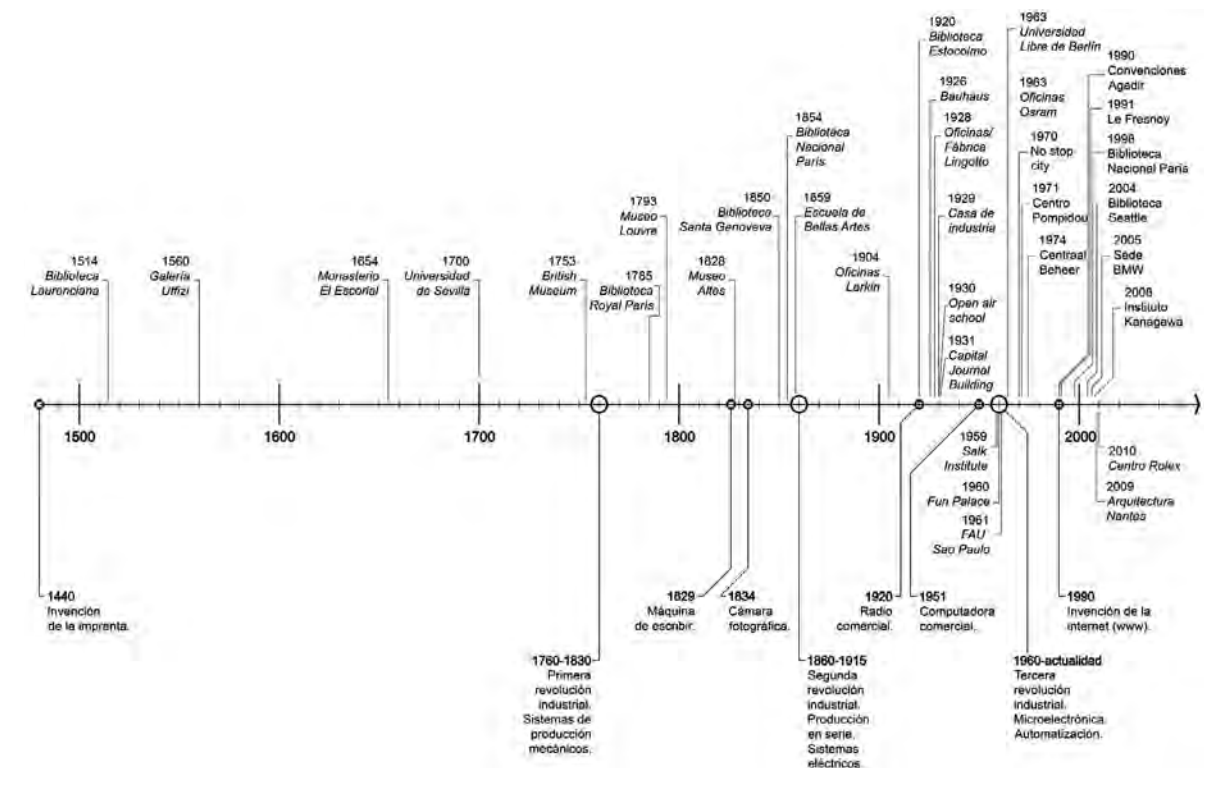 1514
Biblioteca
Laurenciana
1560
Galería
Uffizi
1654
Monasterio
El Escorial
1700
Universidad
de Sevilla
1753
British
Museum
1785
Biblioteca
Royal París
1793
Museo
Louvre
1828
Museo
Altes
1850
Biblioteca
Santa Genoveva
1854
Biblioteca
Nacional
París
1859
Escuela de
Bellas Artes
1904
Oficinas
Larkin
1920
Biblioteca
Estocolmo
1926
Bauhaus
1928
Oficinas/
Fábrica
Lingotto
1929
Casa de
industria
1930
Open air
school
1931
Capital
Journal
Building
1963
Universidad
Libre de Berlín
1963
Oficinas
Osram
1970
No stop
city
1971
Centro
Pompidou
1974
Centraal
Beheer
1990
Convenciones
Agadir
1991
Le Fresnoy
1996
Biblioteca
Nacional París
2004
Biblioteca
Seattle
2005
Sede
BMW
2008
Instituto
Kanagawa
1500
1600
1700
1800
1900
2000
1959
Salk
Institute
1960
Fun Palace
1961
FAU
Sao Paulo
2010
Centro Rolex
2009
Arquitectura
Nantes
1440
Invención
de la imprenta.
1829
Máquina
de escribir.
1834
Cámara
fotográfica.
1920
Radio
comercial.
1951
Computadora
comercial.
1990
Invención de la
internet (www).
1760-1830
Primera
revolución
industrial.
Sistemas de
producción
mecánicos.
1860-1915
Segunda
revolución
industrial.
Producción
en serie.
Sistemas
eléctricos.
1960-actualidad
Tercera
revolución
industrial.
Microelectrónica.
Automatización.